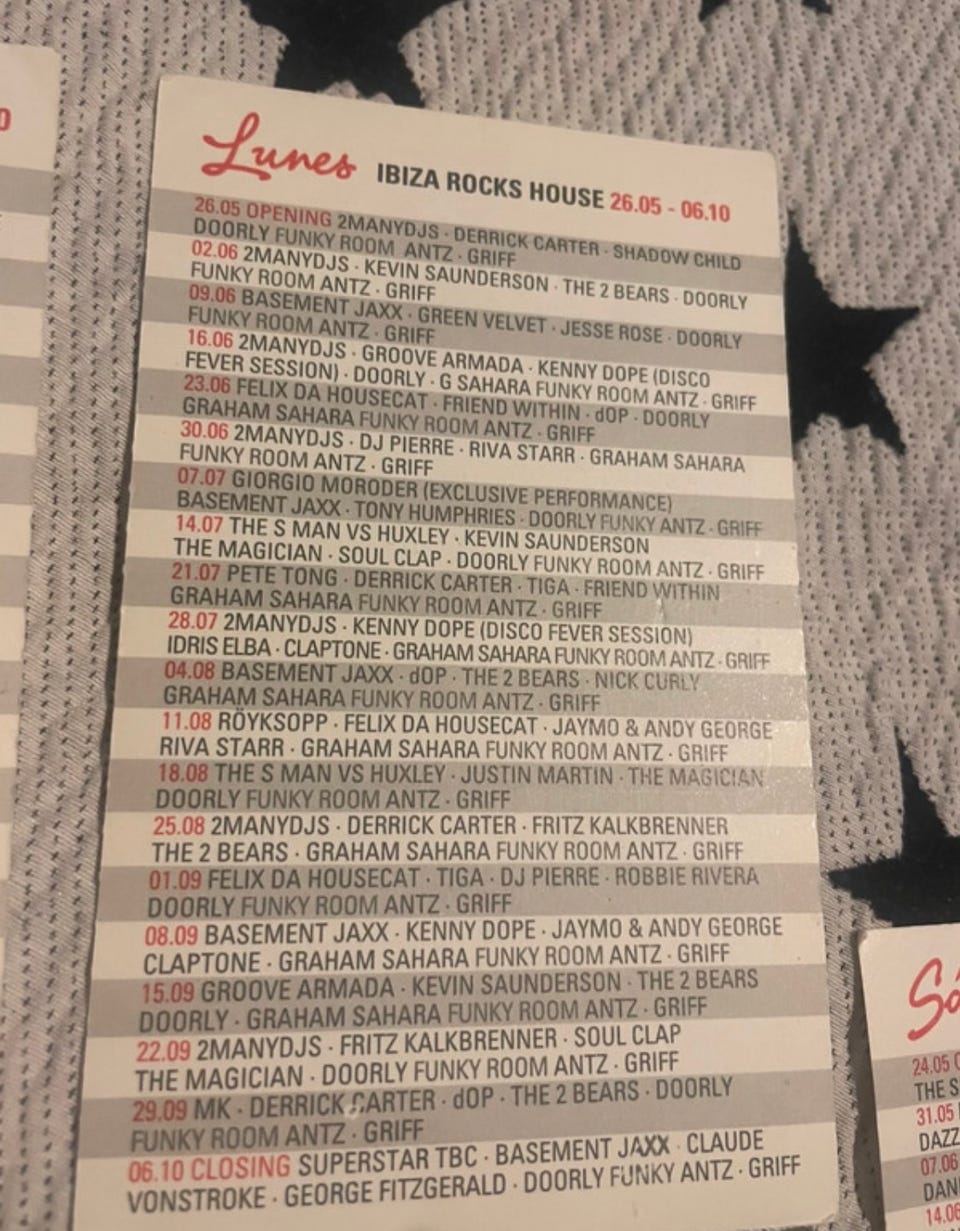 Lunes IBIZA ROCKS HOUSE 26.05 - 06.10
26.05 OPENING 2MANYDJS · DERRICK CARTER · SHADOW CHILD
DOORLY FUNKY ROOM ANTZ · GRIFF
02.06 2MANYDJS · KEVIN SAUNDERSON · THE 2 BEARS · DOORLY
FUNKY ROOM ANTZ · GRIFF
09.06 BASEMENT JAXX · GREEN VELVET · JESSE ROSE · DOORLY
FUNKY ROOM ANTZ · GRIFF
16.06 2MANYDJS · GROOVE ARMADA · KENNY DOPE (DISCO
FEVER SESSION) · DOORLY · G SAHARA FUNKY ROOM ANTZ · GRIFF
23.06 FELIX DA HOUSECAT · FRIEND WITHIN · dOP · DOORLY
GRAHAM SAHARA FUNKY ROOM ANTZ · GRIFF
30.06 2MANYDJS · DJ PIERRE · RIVA STARR · GRAHAM SAHARA
FUNKY ROOM ANTZ · GRIFF
07.07 GIORGIO MORODER (EXCLUSIVE PERFORMANCE)
BASEMENT JAXX · TONY HUMPHRIES · DOORLY FUNKY ANTZ · GRIFF
14.07 THE S MAN VS HUXLEY · KEVIN SAUNDERSON
THE MAGICIAN · SOUL CLAP · DOORLY FUNKY ROOM ANTZ · GRIFF
21.07 PETE TONG · DERRICK CARTER · TIGA · FRIEND WITHIN
GRAHAM SAHARA FUNKY ROOM ANTZ · GRIFF
28.07 2MANYDJS · KENNY DOPE (DISCO FEVER SESSION)
IDRIS ELBA · CLAPTONE · GRAHAM SAHARA FUNKY ROOM ANTZ · GRIFF
04.08 BASEMENT JAXX · dOP · THE 2 BEARS · NICK CURLY
GRAHAM SAHARA FUNKY ROOM ANTZ · GRIFF
11.08 RÖYKSOPP · FELIX DA HOUSECAT · JAYMO & ANDY GEORGE
RIVA STARR · GRAHAM SAHARA FUNKY ROOM ANTZ · GRIFF
18.08 THE S MAN VS HUXLEY · JUSTIN MARTIN · THE MAGICIAN
DOORLY FUNKY ROOM ANTZ · GRIFF
25.08 2MANYDJS · DERRICK CARTER · FRITZ KALKBRENNER
THE 2 BEARS · GRAHAM SAHARA FUNKY ROOM ANTZ · GRIFF
01.09 FELIX DA HOUSECAT · TIGA · DJ PIERRE · ROBBIE RIVERA
DOORLY FUNKY ROOM ANTZ · GRIFF
08.09 BASEMENT JAXX · KENNY DOPE · JAYMO & ANDY GEORGE
CLAPTONE · GRAHAM SAHARA FUNKY ROOM ANTZ · GRIFF
15.09 GROOVE ARMADA · KEVIN SAUNDERSON · THE 2 BEARS
DOORLY · GRAHAM SAHARA FUNKY ROOM ANTZ · GRIFF
22.09 2MANYDJS · FRITZ KALKBRENNER · SOUL CLAP
THE MAGICIAN · DOORLY FUNKY ROOM ANTZ · GRIFF
29.09 MK · DERRICK CARTER · dOP · THE 2 BEARS · DOORLY
FUNKY ROOM ANTZ · GRIFF
06.10 CLOSING SUPERSTAR TBC · BASEMENT JAXX · CLAUDE
VONSTROKE · GEORGE FITZGERALD · DOORLY FUNKY ANTZ · GRIFF
24.05
THE
31.05
07.06
14.06